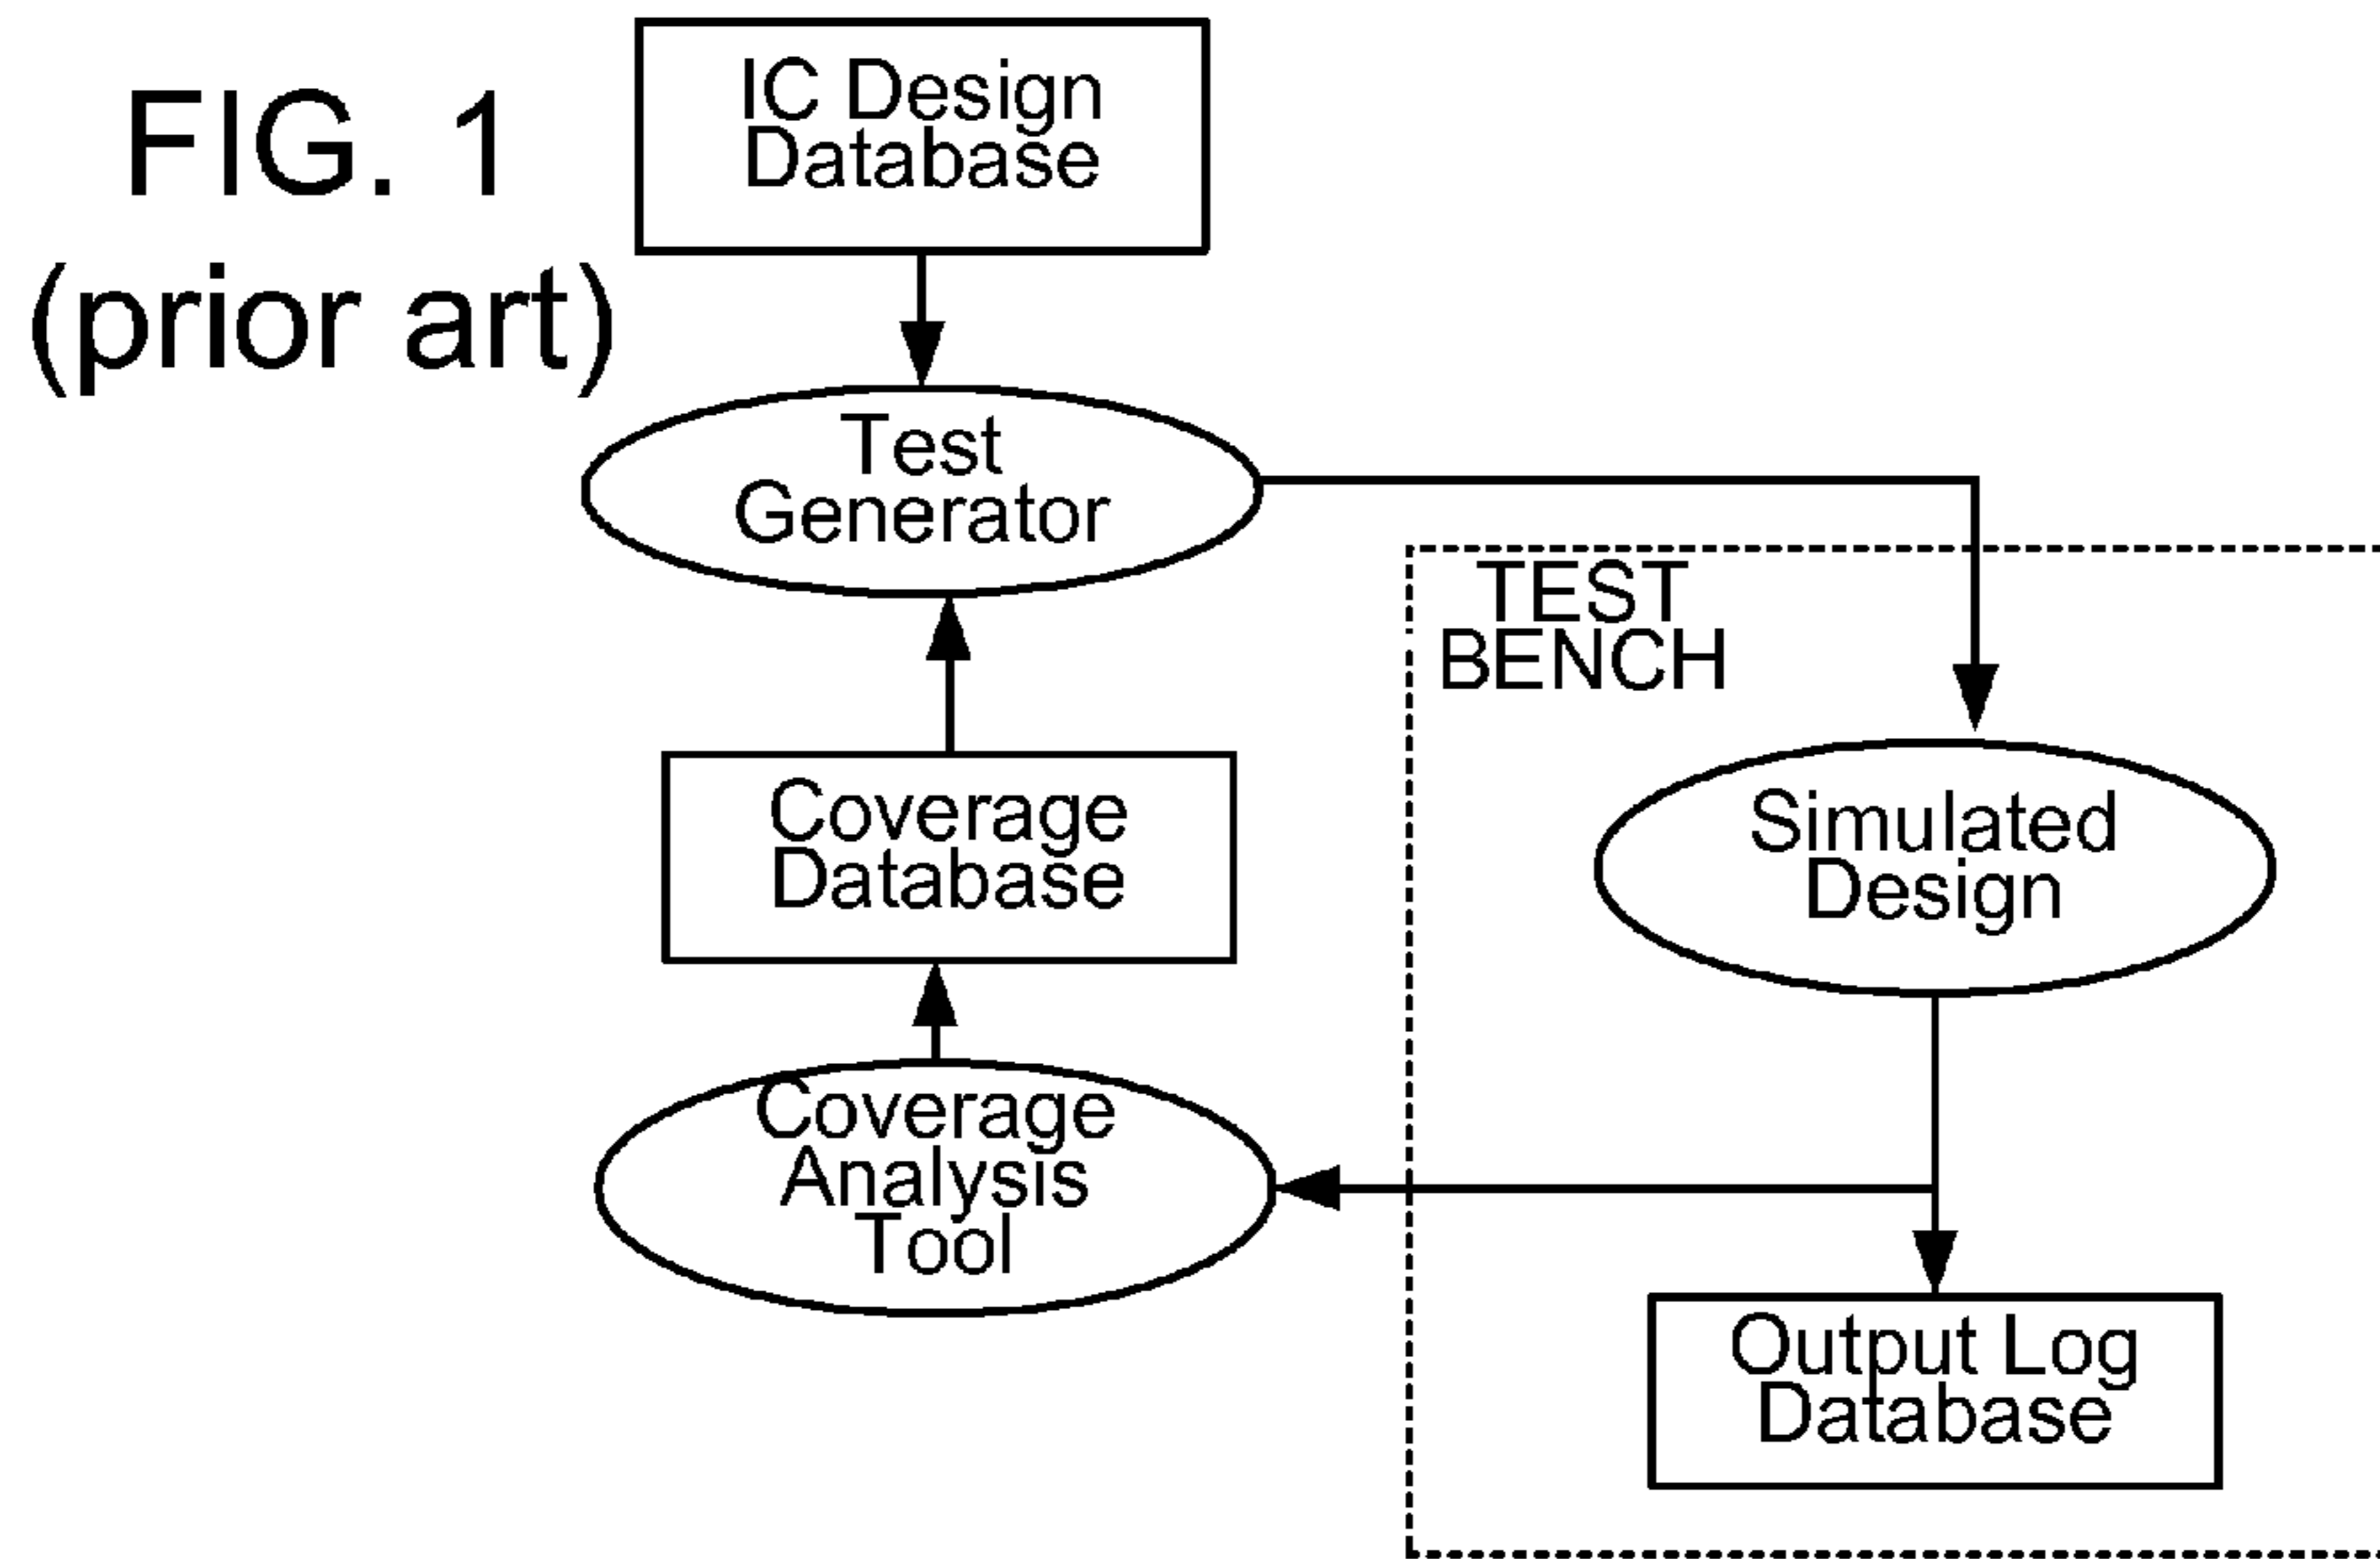 FIG. 1
(prior art)
IC Design
Database
Test
Generator
TEST
BENCH
Coverage
Database
Simulated
Design
Coverage
Analysis
Tool
Output Log
Database